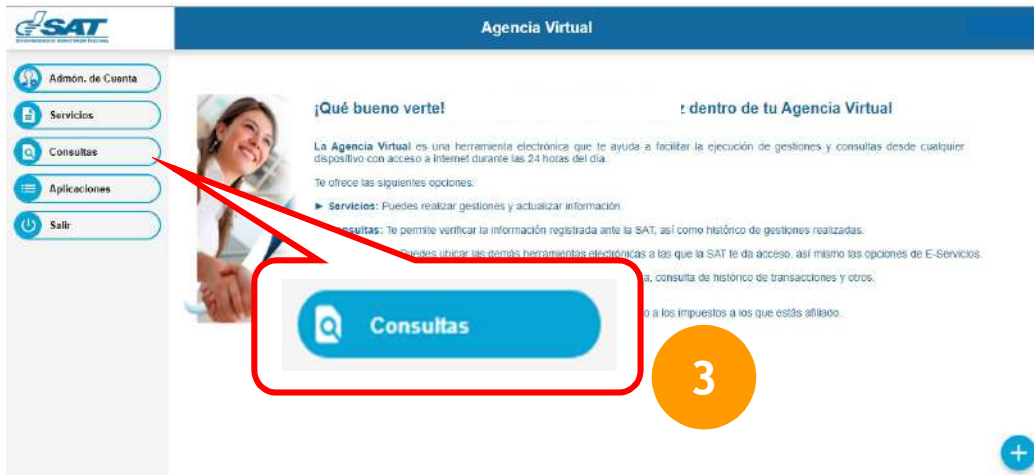 SAT
Agencia Virtual
Admón. de Cuenta
Servicios
Consultas
Aplicaciones
Salir
¡Qué bueno verte! z dentro de tu Agencia Virtual
La Agencia Virtual es una herramienta electrónica que te ayuda a facilitar la ejecución de gestiones y consultas desde cualquier
dispositivo con acceso a Internet durante las 24 horas del día.
Te ofrece las siguientes opciones:
► Servicios: Puedes realizar gestiones y actualizar información.
Consultas: Te permite verificar la información registrada ante la SAT, así como histórico de gestiones realizadas.
Puedes ubicar las demás herramientas electrónicas a las que la SAT te da acceso, así mismo las opciones de E-Servicios.
a, consulta de histórico de transacciones y otros.
o a los impuestos a los que estás afiliado.
Consultas
3
+